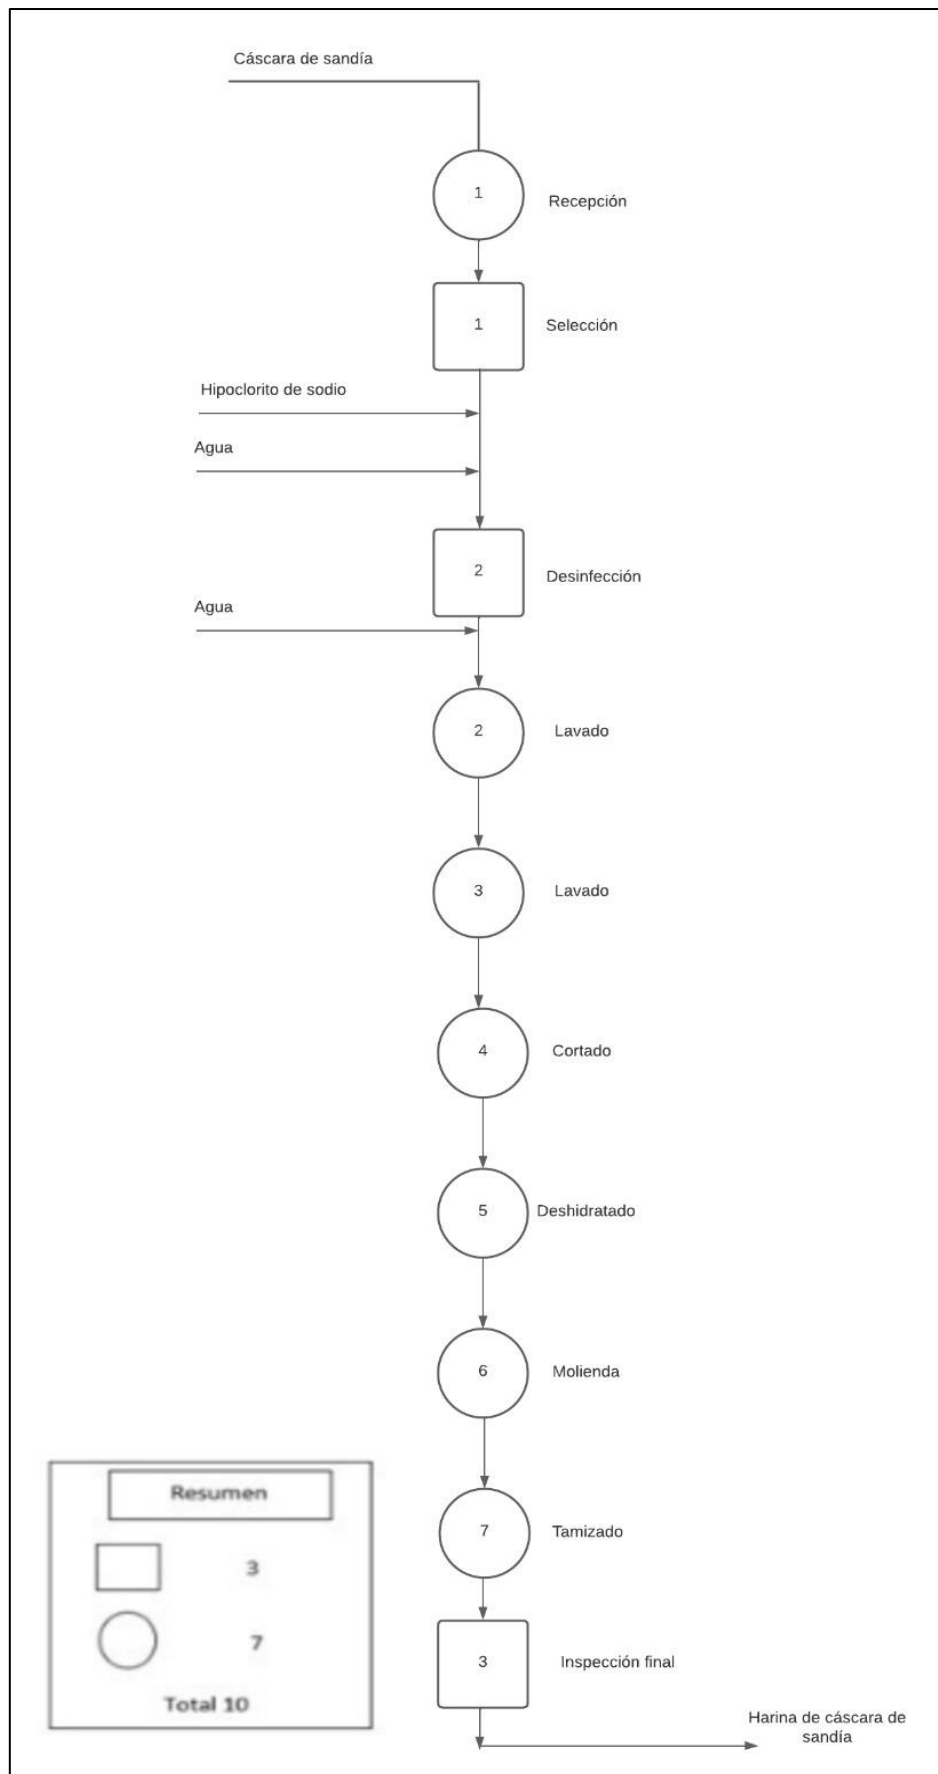 Cáscara de sandía
1
Recepción
1
Selección
Hipoclorito de sodio
Agua
2
Desinfección
Agua
2
Lavado
3
Lavado
4
Cortado
5
Deshidratado
6
Molienda
7
Tamizado
3
Inspección final
Harina de cáscara de
sandía
Resumen
3
7
Total 10